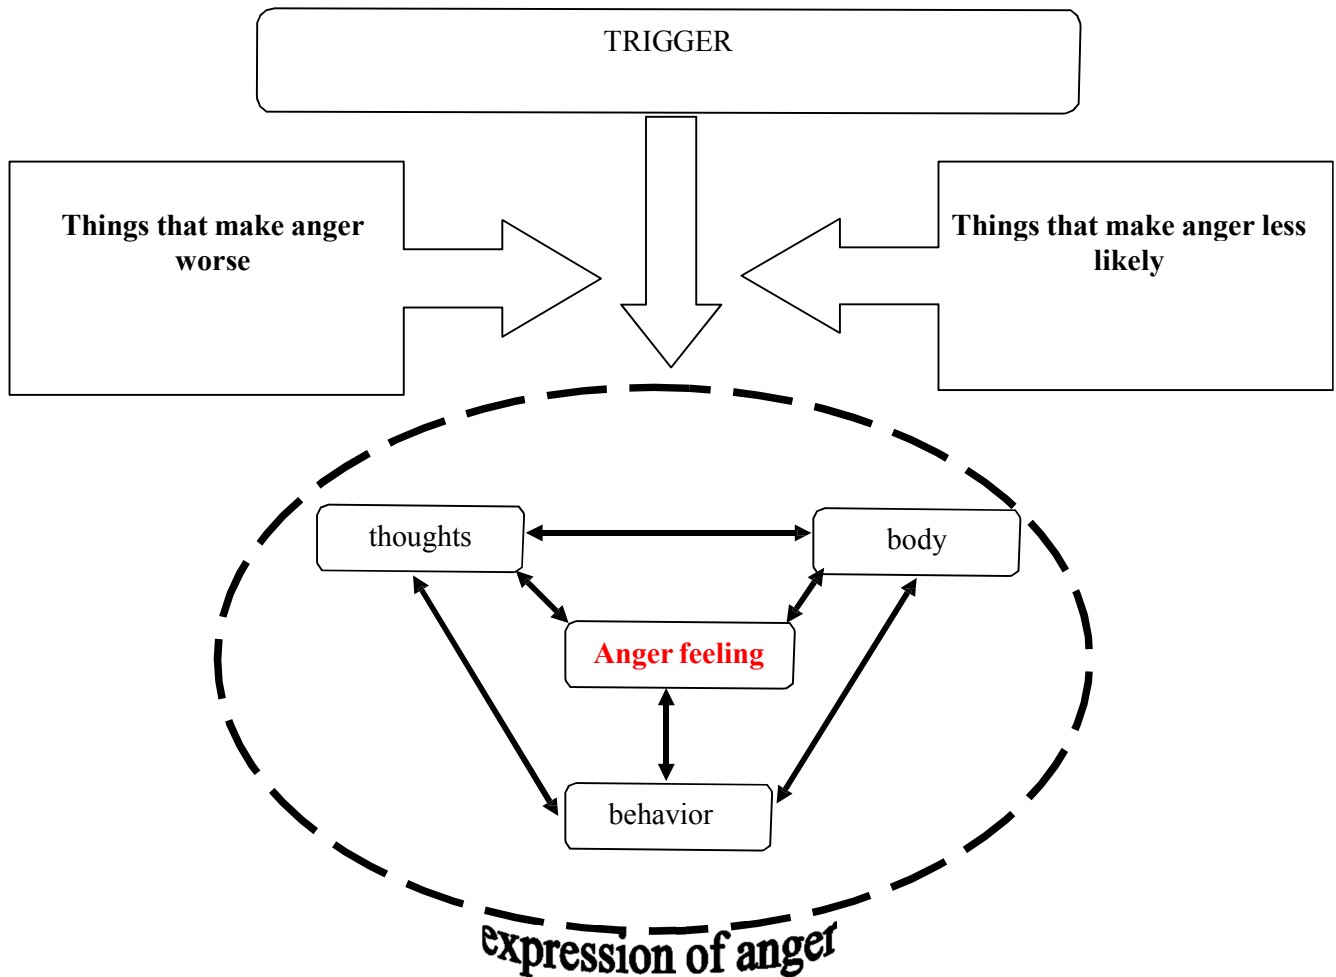 TRIGGER
Things that make anger
worse
Things that make anger less
likely
thoughts
body
Anger feeling
behavior
expression of anger